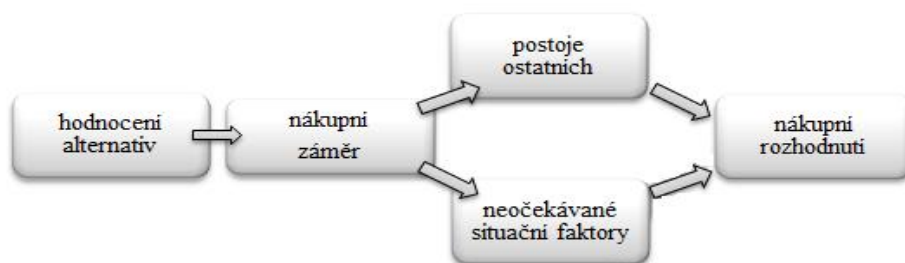 hodnocení
alternativ
nákupní
záměr
postoje
ostatních
neočekávané
situační faktory
nákupní
rozhodnutí